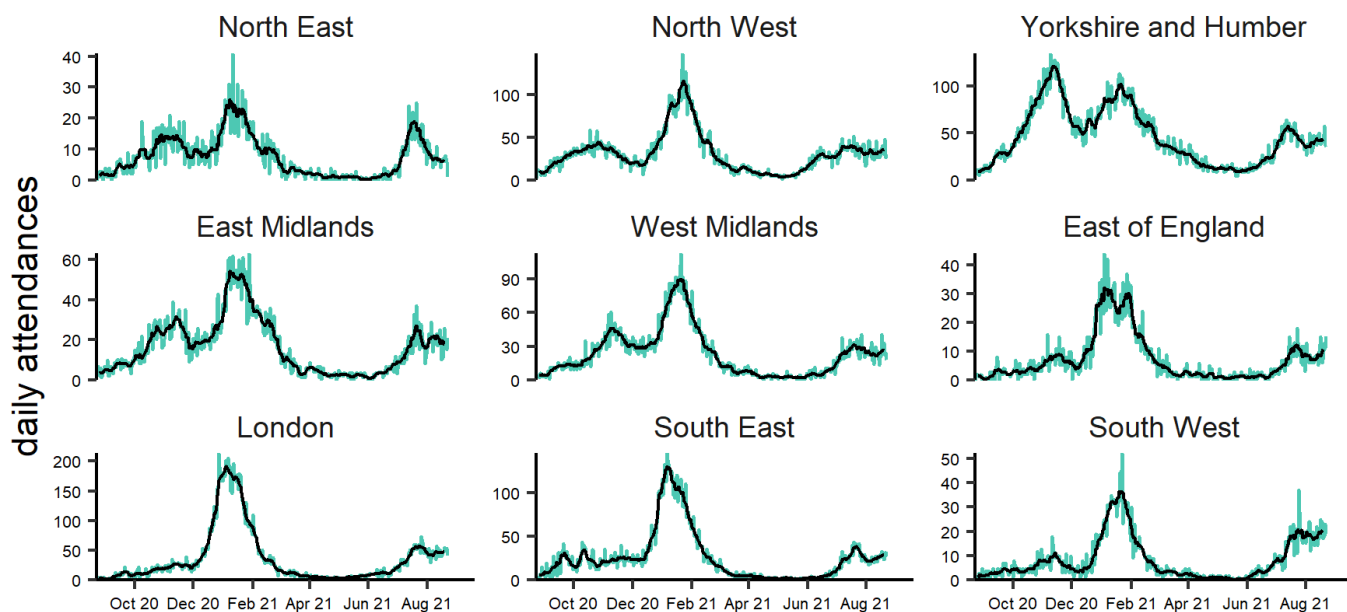 North East
North West
Yorkshire and Humber
40
30
20
10
0
100
50
0
100
50
0
East Midlands
West Midlands
East of England
60
40
20
0
90
60
30
0
40
30
20
10
0
London
South East
South West
200
150
100
50
0
100
50
0
50
40
30
20
10
0
Oct 20 Dec 20 Feb 21 Apr 21 Jun 21 Aug 21
Oct 20 Dec 20 Feb 21 Apr 21 Jun 21 Aug 21
Oct 20 Dec 20 Feb 21 Apr 21 Jun 21 Aug 21
daily attendances